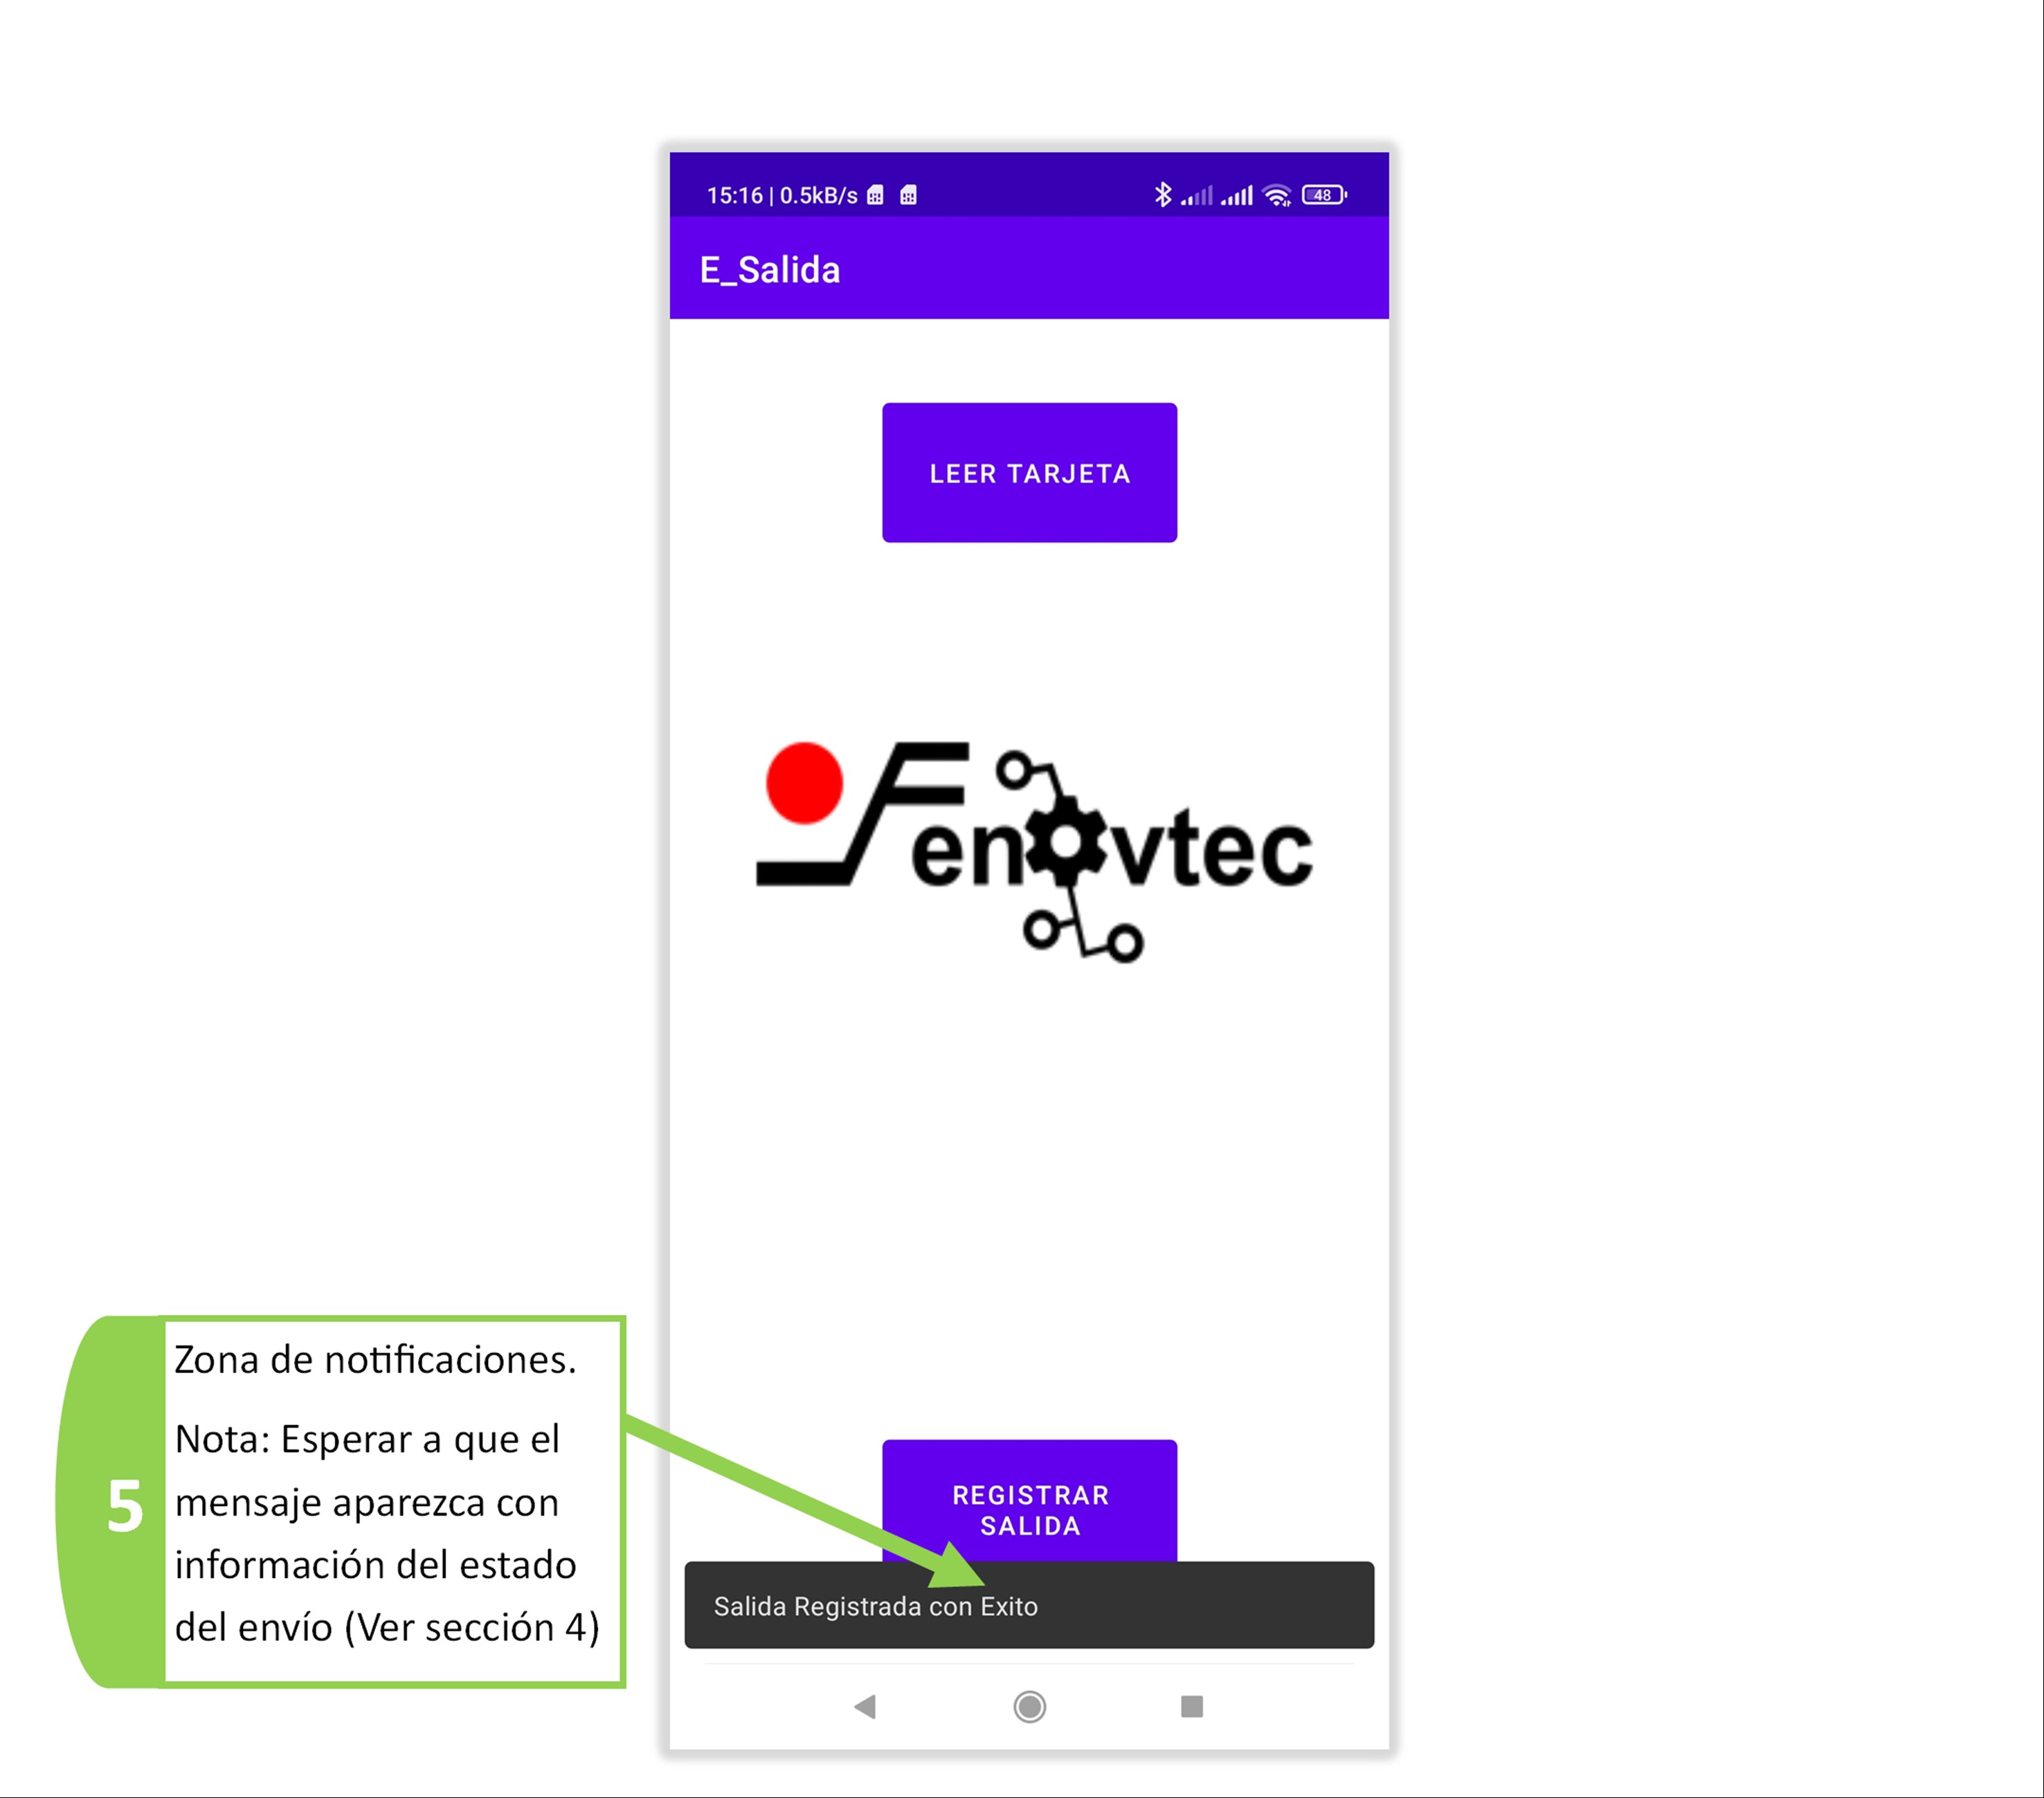 15:16 | 0.5kB/s
48
E_Salida
LEER TARJETA
Fenovtec
REGISTRAR
SALIDA
Salida Registrada con Exito
5
Zona de notificaciones.
Nota: Esperar a que el
mensaje aparezca con
información del estado
del envío (Ver sección 4)